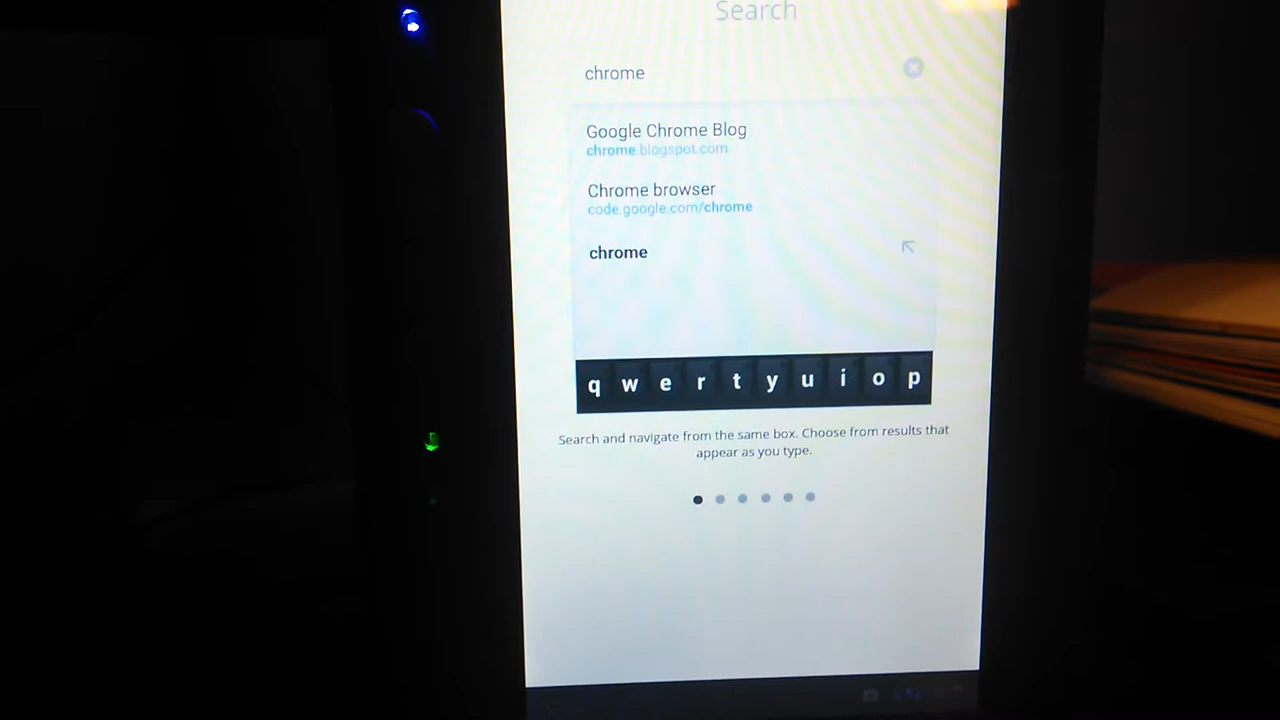 Search
chrome
Google Chrome Blog
chrome.blogspot.com
Chrome browser
code.google.com/chrome
chrome
q w e r t y u i o p
Search and navigate from the same box. Choose from results that
appear as you type.